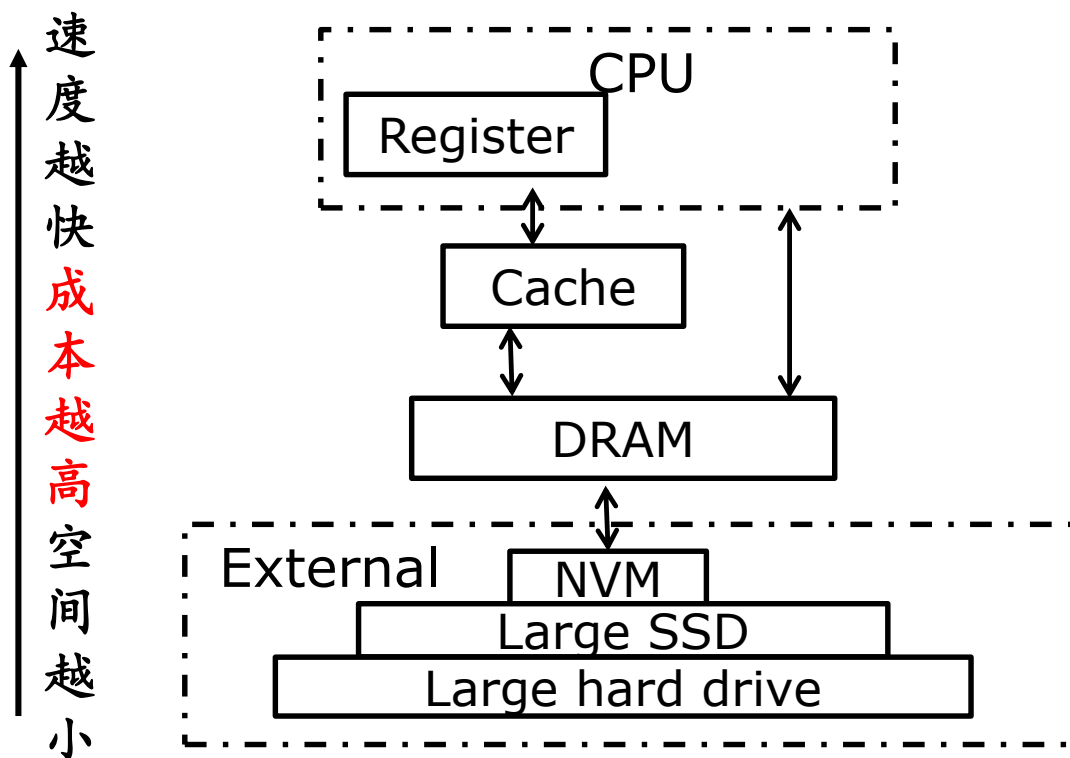 速度越快成本越高空间越小
CPU
Register
Cache
DRAM
External
NVM
Large SSD
Large hard drive